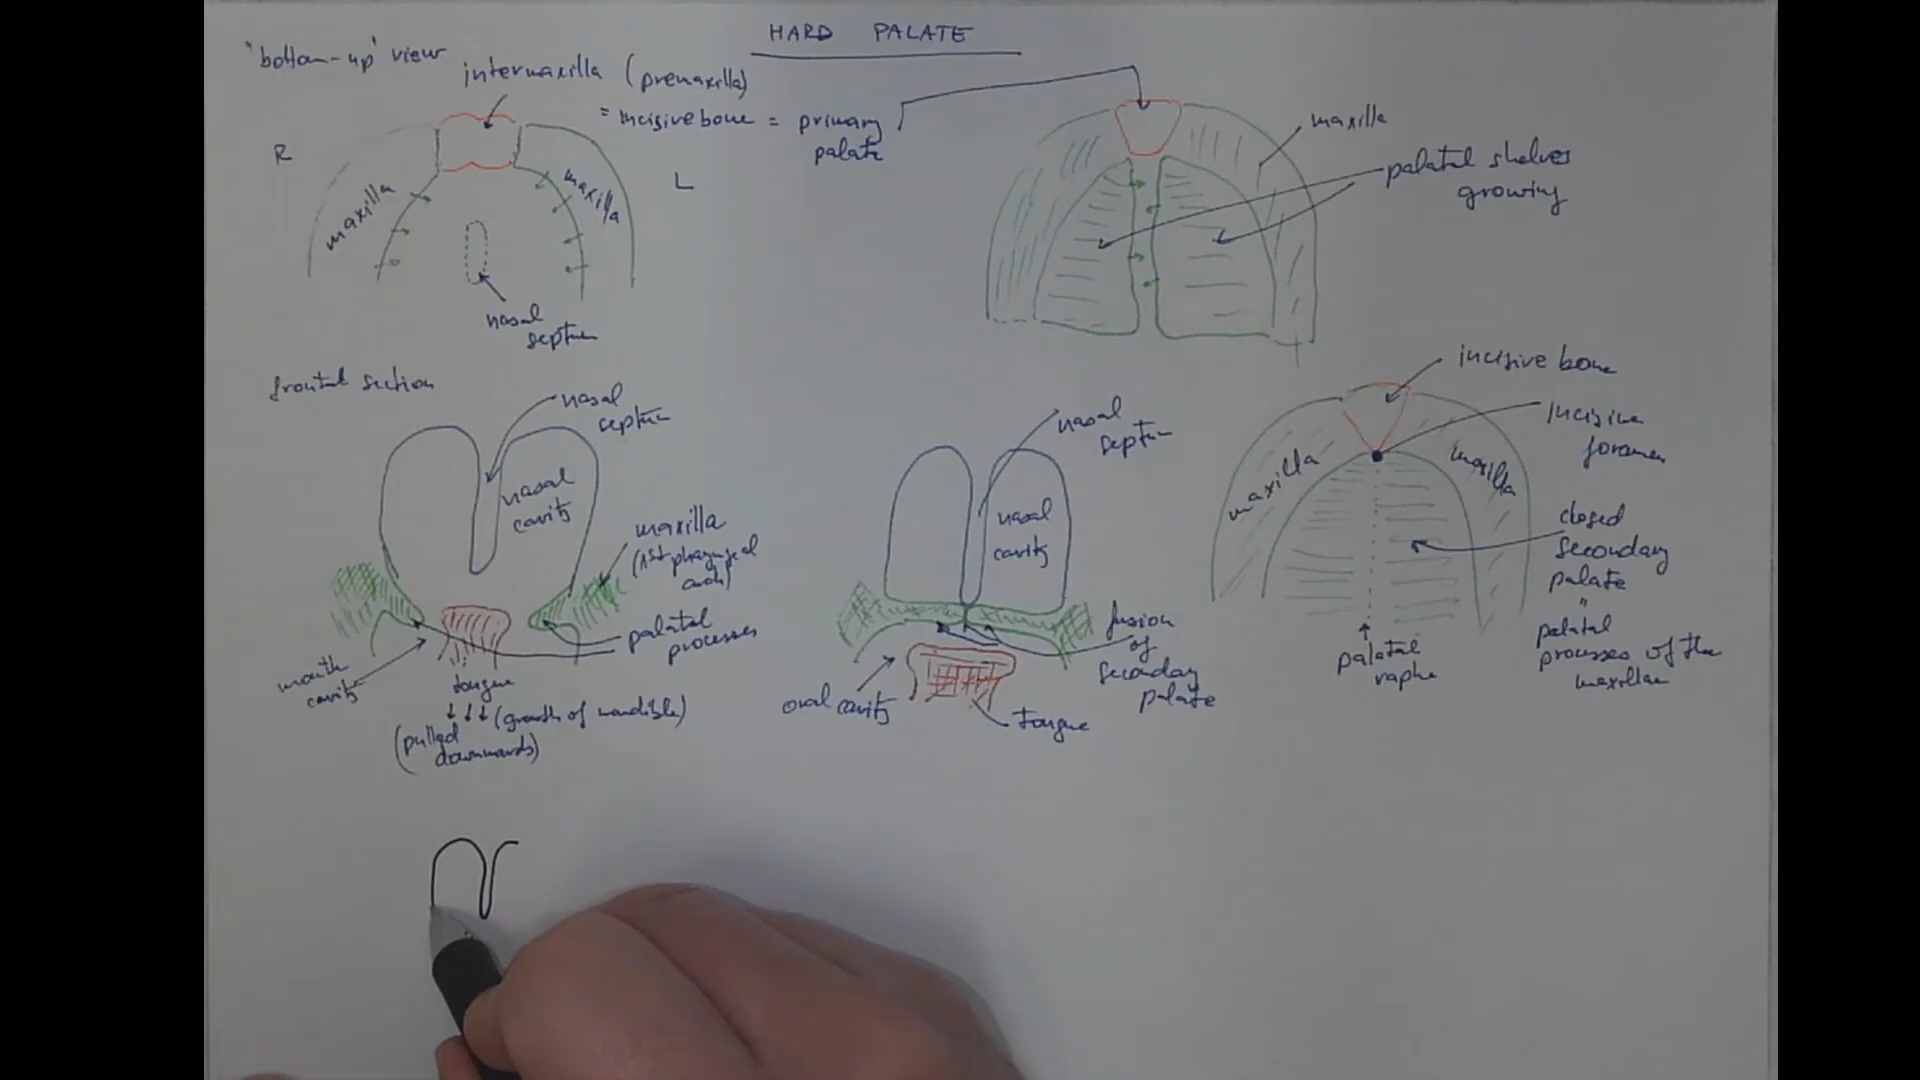 HARD PALATE
"bottom-up" view
intermaxilla (premaxilla)
= incisive bone = primary
palate
R
L
maxilla
maxilla
nasal
septum
maxilla
palatal shelves
growing
frontal section
nasal
septum
nasal
cavity
maxilla
(1st pharyngeal
arch)
palatal
processes
mouth
cavity
tongue
↓↓↓ (growth of mandible)
(pulled
downwards)
nasal
septum
nasal
cavity
fusion
of
secondary
palate
oral cavity
tongue
incisive bone
incisive
foramen
maxilla
maxilla
closed
secondary
palate
"
palatal
processes of the
maxillae
palatal
raphe